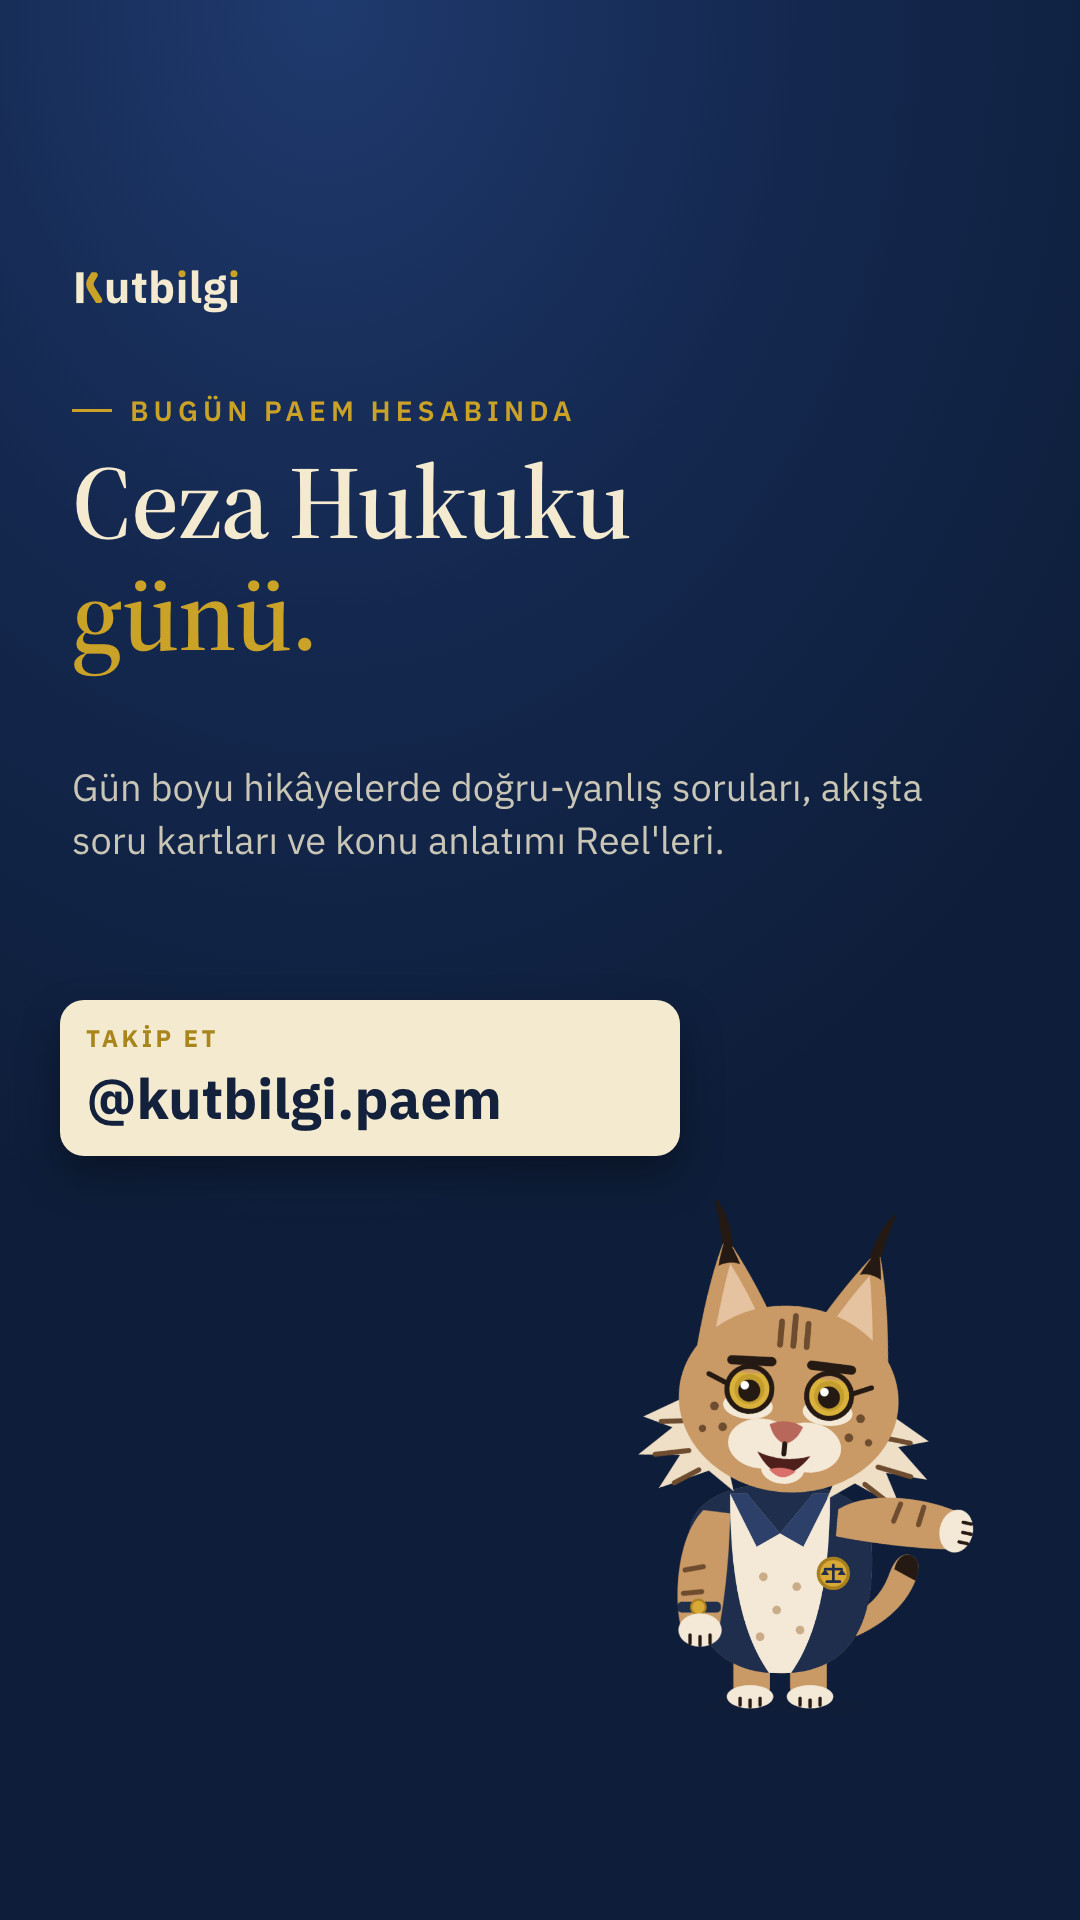 Kutbilgi
— BUGÜN PAEM HESABINDA
Ceza Hukuku
günü.
Gün boyu hikâyelerde doğru-yanlış soruları, akışta
soru kartları ve konu anlatımı Reel'leri.
TAKİP ET
@kutbilgi.paem